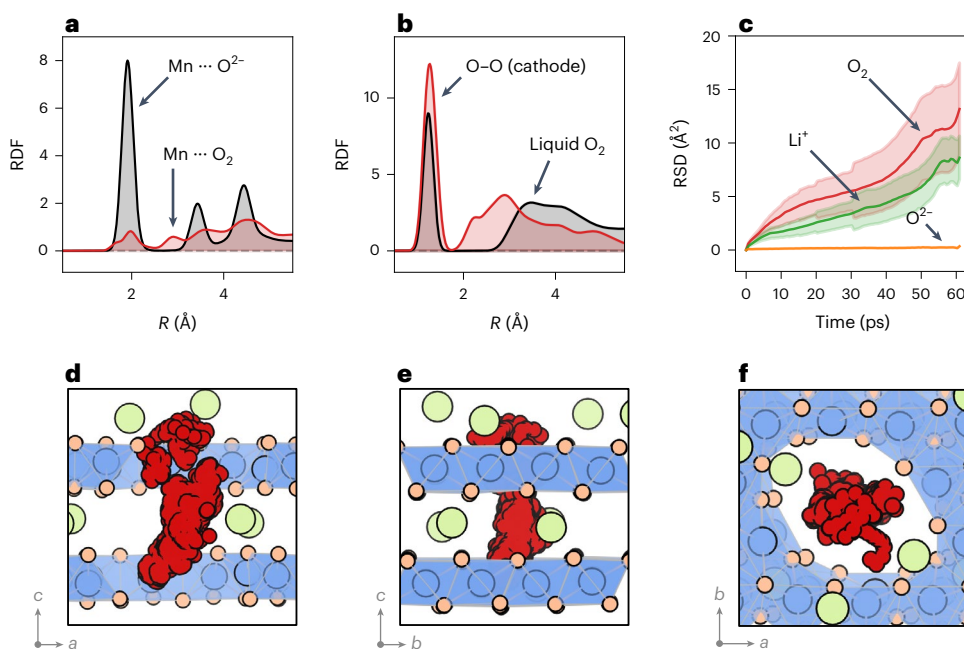 a
RDF
8
6
4
2
0
Mn ··· O²⁻
Mn ··· O₂
2
4
R (Å)
b
RDF
10
5
0
O–O (cathode)
Liquid O₂
2
4
R (Å)
c
RSD (Å²)
20
15
10
5
0
O₂
Li⁺
O²⁻
0
10
20
30
40
50
60
Time (ps)
d
c
a
e
c
b
f
b
a